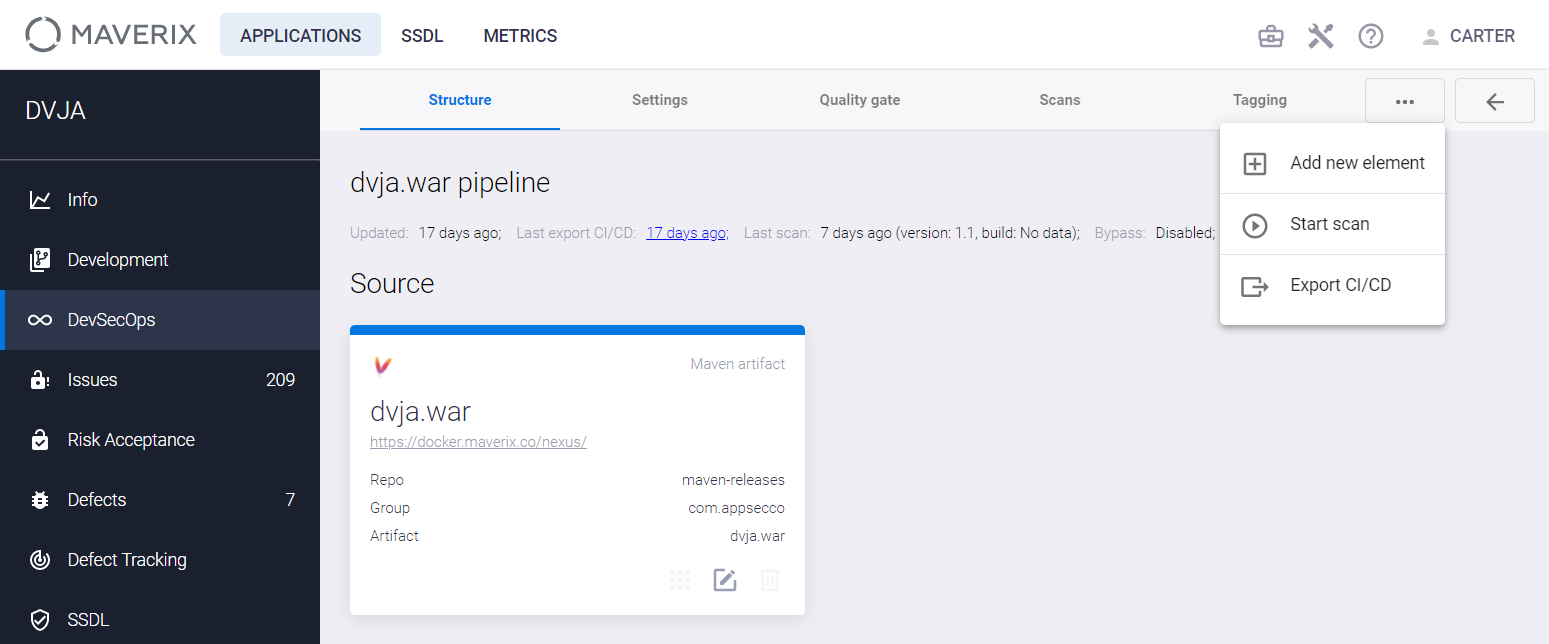 MAVERIX APPLICATIONS SSDL METRICS CARTER
DVJA
Info
Development
DevSecOps
Issues 209
Risk Acceptance
Defects 7
Defect Tracking
SSDL
Structure Settings Quality gate Scans Tagging
Add new element
Start scan
Export CI/CD
dvja.war pipeline
Updated: 17 days ago; Last export CI/CD: 17 days ago; Last scan: 7 days ago (version: 1.1, build: No data); Bypass: Disabled;
Source
Maven artifact
dvja.war
https://docker.maverix.co/nexus/
Repo maven-releases
Group com.appsecco
Artifact dvja.war